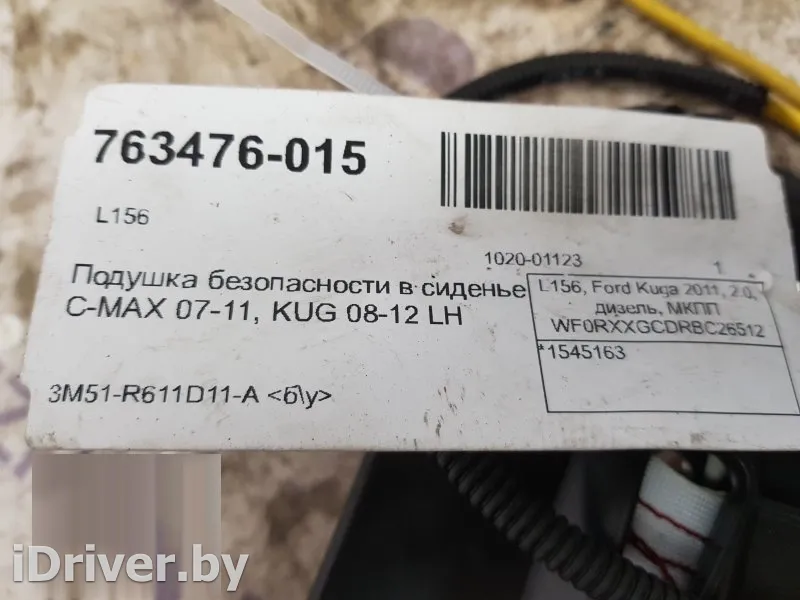 763476-015
L156
1020-01123 1
Подушка безопасности в сиденье
C-MAX 07-11, KUG 08-12 LH
L156, Ford Kuga 2011, 2.0,
дизель, МКПП
WF0RXXGCDRBC26512
*1545163
3M51-R611D11-A <б\у>
iDriver.by